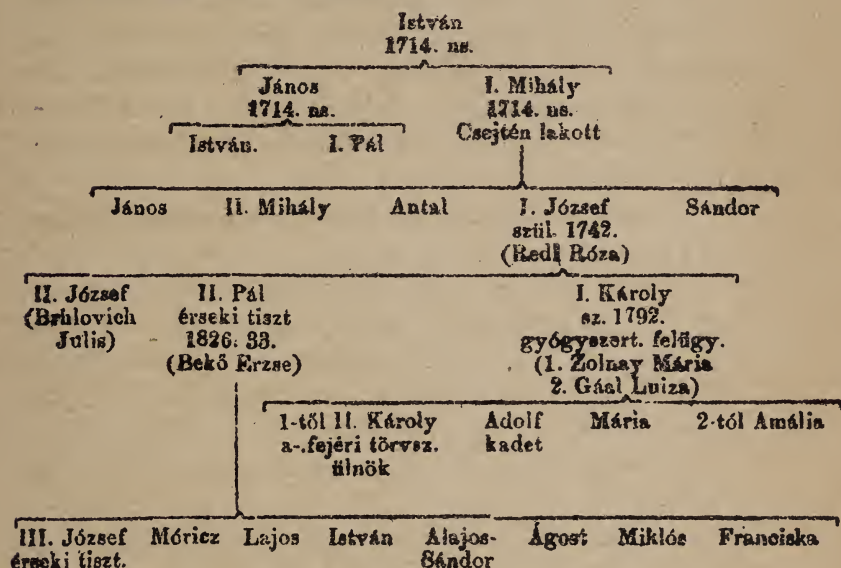 István
1714. ns.
János I. Mihály
1714. ns. 1714. ns.
István. I. Pál Csejtén lakott
János II. Mihály Antal I. József Sándor
szül. 1742.
(Redl Róza)
II. József II. Pál I. Károly
(Brhlovich érseki tiszt sz. 1792.
Julis) 1826. 33. gyógyszert. felügy.
(Bekő Erzse) (1. Zolnay Mária
2. Gáal Luiza)
1-től II. Károly Adolf Mária 2-tól Amália
a-.fejéri törvsz. kadet
ülnök
III. József Móricz Lajos István Alajos- Ágost Miklós Franciska
érseki tiszt. Sándor